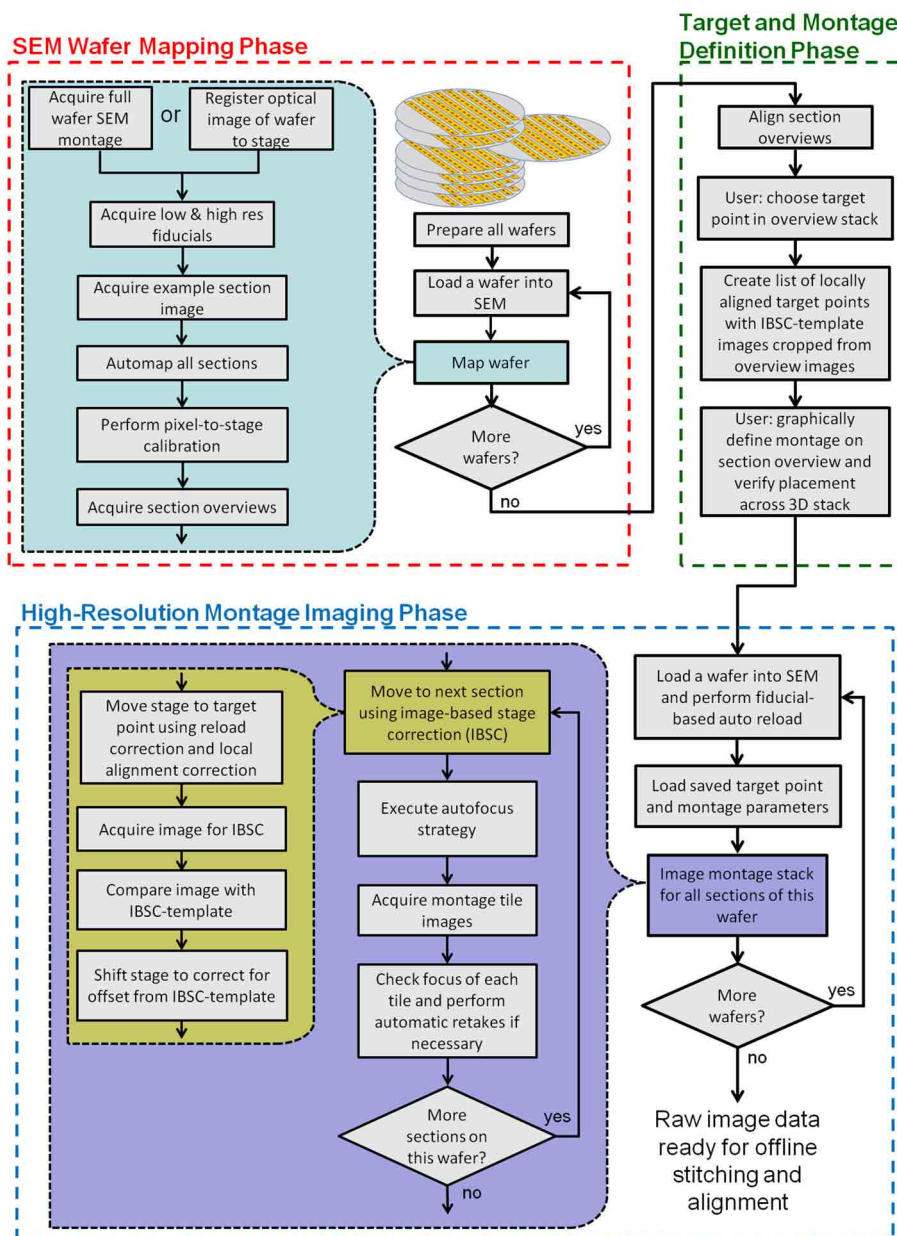 SEM Wafer Mapping Phase
Acquire full
wafer SEM
montage
or
Register optical
image of wafer
to stage
Acquire low & high res
fiducials
Acquire example section
image
Automap all sections
Perform pixel-to-stage
calibration
Acquire section overviews
Prepare all wafers
Load a wafer into
SEM
Map wafer
More
wafers?
yes
no
Target and Montage
Definition Phase
Align section
overviews
User: choose target
point in overview stack
Create list of locally
aligned target points
with IBSC-template
images cropped from
overview images
User: graphically
define montage on
section overview and
verify placement
across 3D stack
High-Resolution Montage Imaging Phase
Move stage to target
point using reload
correction and local
alignment correction
Acquire image for IBSC
Compare image with
IBSC-template
Shift stage to correct for
offset from IBSC-template
Move to next section
using image-based stage
correction (IBSC)
Execute autofocus
strategy
Acquire montage tile
images
Check focus of each
tile and perform
automatic retakes if
necessary
More
sections on
this wafer?
yes
no
Load a wafer into SEM
and perform fiducial-
based auto reload
Load saved target point
and montage parameters
Image montage stack
for all sections of this
wafer
More
wafers?
yes
no
Raw image data
ready for offline
stitching and
alignment